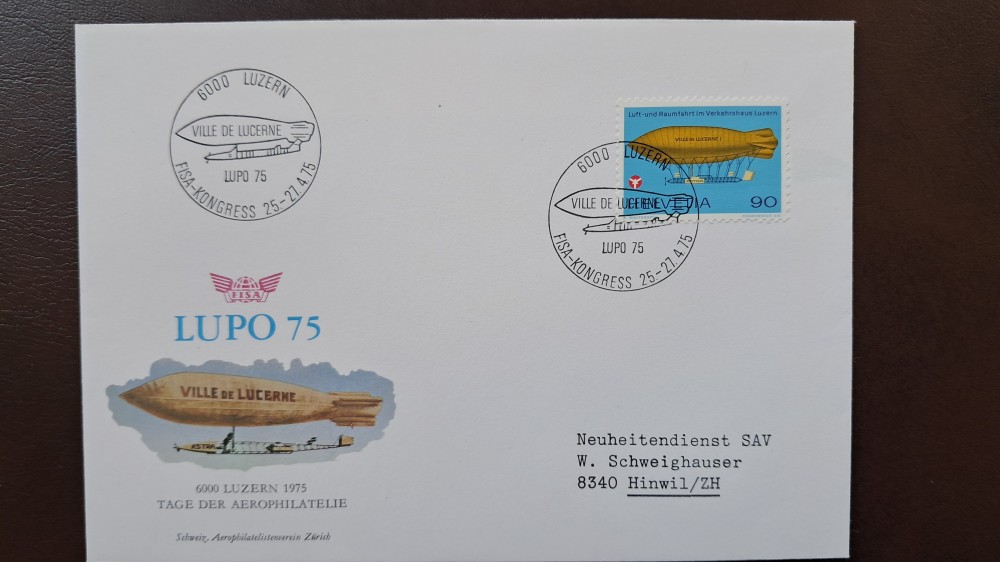 6000 LUZERN
VILLE DE LUCERNE
LUPO 75
FISA-KONGRESS 25-27.4.75
Luft-und Raumfahrt im Verkehrshaus Luzern
VILLE DE LUCERNE I
HELVETIA 90
6000 LUZERN
VILLE DE LUCERNE
LUPO 75
FISA-KONGRESS 25-27.4.75
FISA
LUPO 75
VILLE DE LUCERNE
ASTRA
6000 LUZERN 1975
TAGE DER AEROPHILATELIE
Schweiz. Aerophilatelistenverein Zürich
Neuheitendienst SAV
W. Schweighauser
8340 Hinwil/ZH